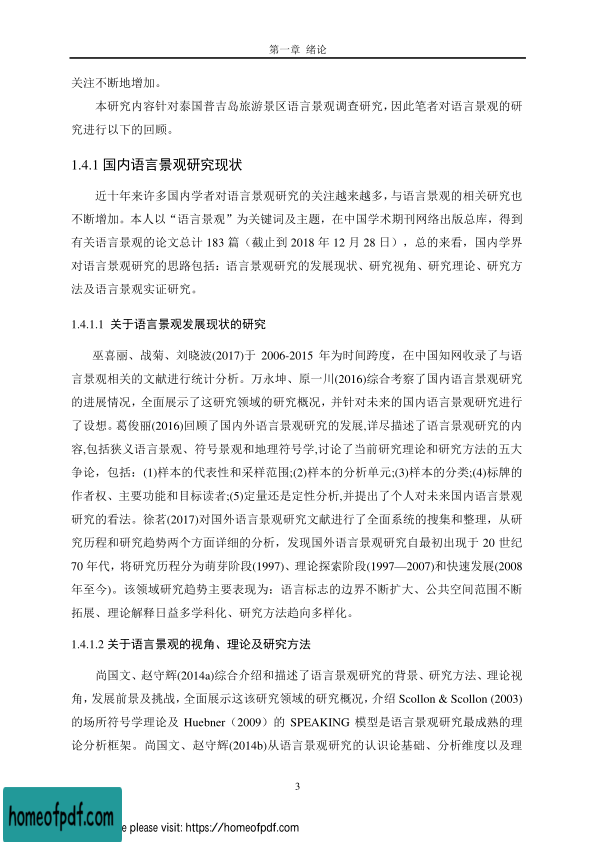 第一章 绪论
关注不断地增加。
本研究内容针对泰国普吉岛旅游景区语言景观调查研究，因此笔者对语言景观的研
究进行以下的回顾。
1.4.1 国内语言景观研究现状
近十年来许多国内学者对语言景观研究的关注越来越多，与语言景观的相关研究也
不断增加。本人以“语言景观”为关键词及主题，在中国学术期刊网络出版总库，得到
有关语言景观的论文总计 183 篇（截止到 2018 年 12 月 28 日），总的来看，国内学界
对语言景观研究的思路包括：语言景观研究的发展现状、研究视角、研究理论、研究方
法及语言景观实证研究。
1.4.1.1 关于语言景观发展现状的研究
巫喜丽、战菊、刘晓波(2017)于 2006-2015 年为时间跨度，在中国知网收录了与语
言景观相关的文献进行统计分析。万永坤、原一川(2016)综合考察了国内语言景观研究
的进展情况，全面展示了这研究领域的研究概况，并针对未来的国内语言景观研究进行
了设想。葛俊丽(2016)回顾了国内外语言景观研究的发展,详尽描述了语言景观研究的内
容,包括狭义语言景观、符号景观和地理符号学,讨论了当前研究理论和研究方法的五大
争论，包括：(1)样本的代表性和采样范围;(2)样本的分析单元;(3)样本的分类;(4)标牌的
作者权、主要功能和目标读者;(5)定量还是定性分析,并提出了个人对未来国内语言景观
研究的看法。徐茗(2017)对国外语言景观研究文献进行了全面系统的搜集和整理，从研
究历程和研究趋势两个方面详细的分析，发现国外语言景观研究自最初出现于 20 世纪
70 年代，将研究历程分为萌芽阶段(1997)、理论探索阶段(1997—2007)和快速发展(2008
年至今)。该领域研究趋势主要表现为：语言标志的边界不断扩大、公共空间范围不断
拓展、理论解释日益多学科化、研究方法趋向多样化。
1.4.1.2 关于语言景观的视角、理论及研究方法
尚国文、赵守辉(2014a)综合介绍和描述了语言景观研究的背景、研究方法、理论视
角，发展前景及挑战，全面展示这该研究领域的研究概况，介绍 Scollon & Scollon (2003)
的场所符号学理论及 Huebner（2009）的 SPEAKING 模型是语言景观研究最成熟的理
论分析框架。尚国文、赵守辉(2014b)从语言景观研究的认识论基础、分析维度以及理
3
homeofpdf.com
e please visit: https://homeofpdf.com